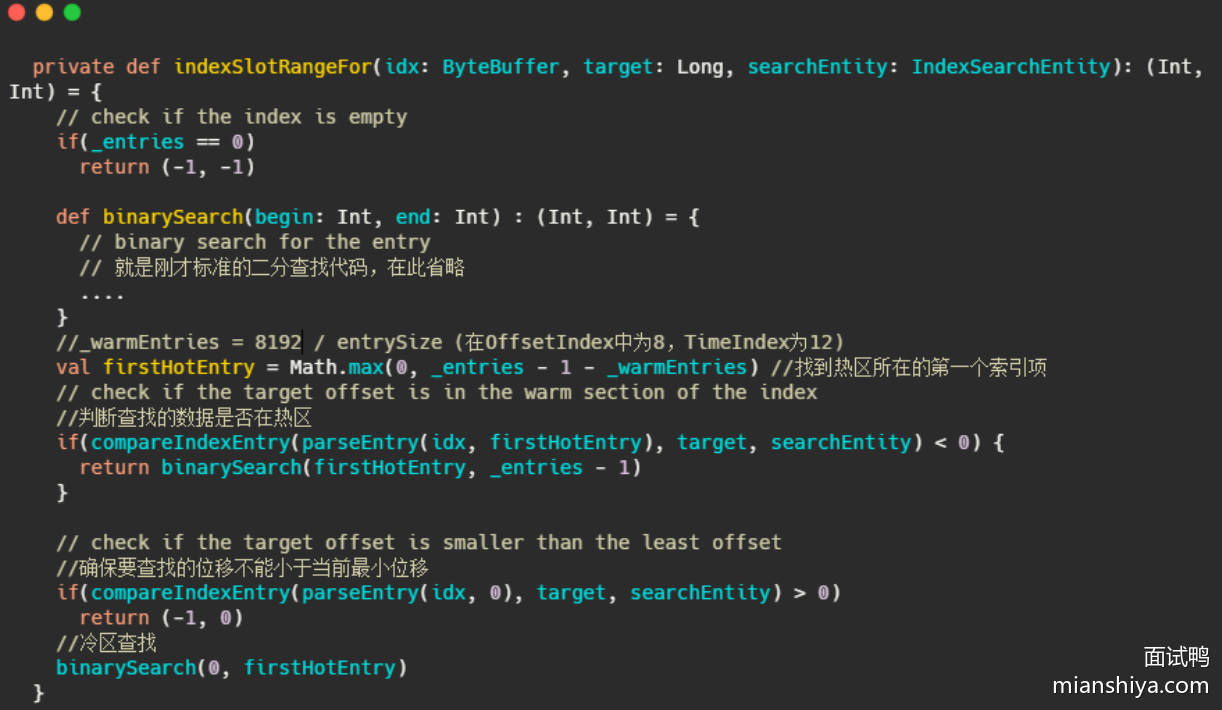 private def indexSlotRangeFor(idx: ByteBuffer, target: Long, searchEntity: IndexSearchEntity): (Int,
Int) = {
// check if the index is empty
if(_entries == 0)
return (-1, -1)
def binarySearch(begin: Int, end: Int) : (Int, Int) = {
// binary search for the entry
// 就是刚才标准的二分查找代码，在此省略
....
}
//_warmEntries = 8192 / entrySize (在OffsetIndex中为8，TimeIndex为12)
val firstHotEntry = Math.max(0, _entries - 1 - _warmEntries) //找到热区所在的第一个索引项
// check if the target offset is in the warm section of the index
//判断查找的数据是否在热区
if(compareIndexEntry(parseEntry(idx, firstHotEntry), target, searchEntity) < 0) {
return binarySearch(firstHotEntry, _entries - 1)
}
// check if the target offset is smaller than the least offset
//确保要查找的位移不能小于当前最小位移
if(compareIndexEntry(parseEntry(idx, 0), target, searchEntity) > 0)
return (-1, 0)
//冷区查找
binarySearch(0, firstHotEntry)
}
面试鸭
mianshiya.com